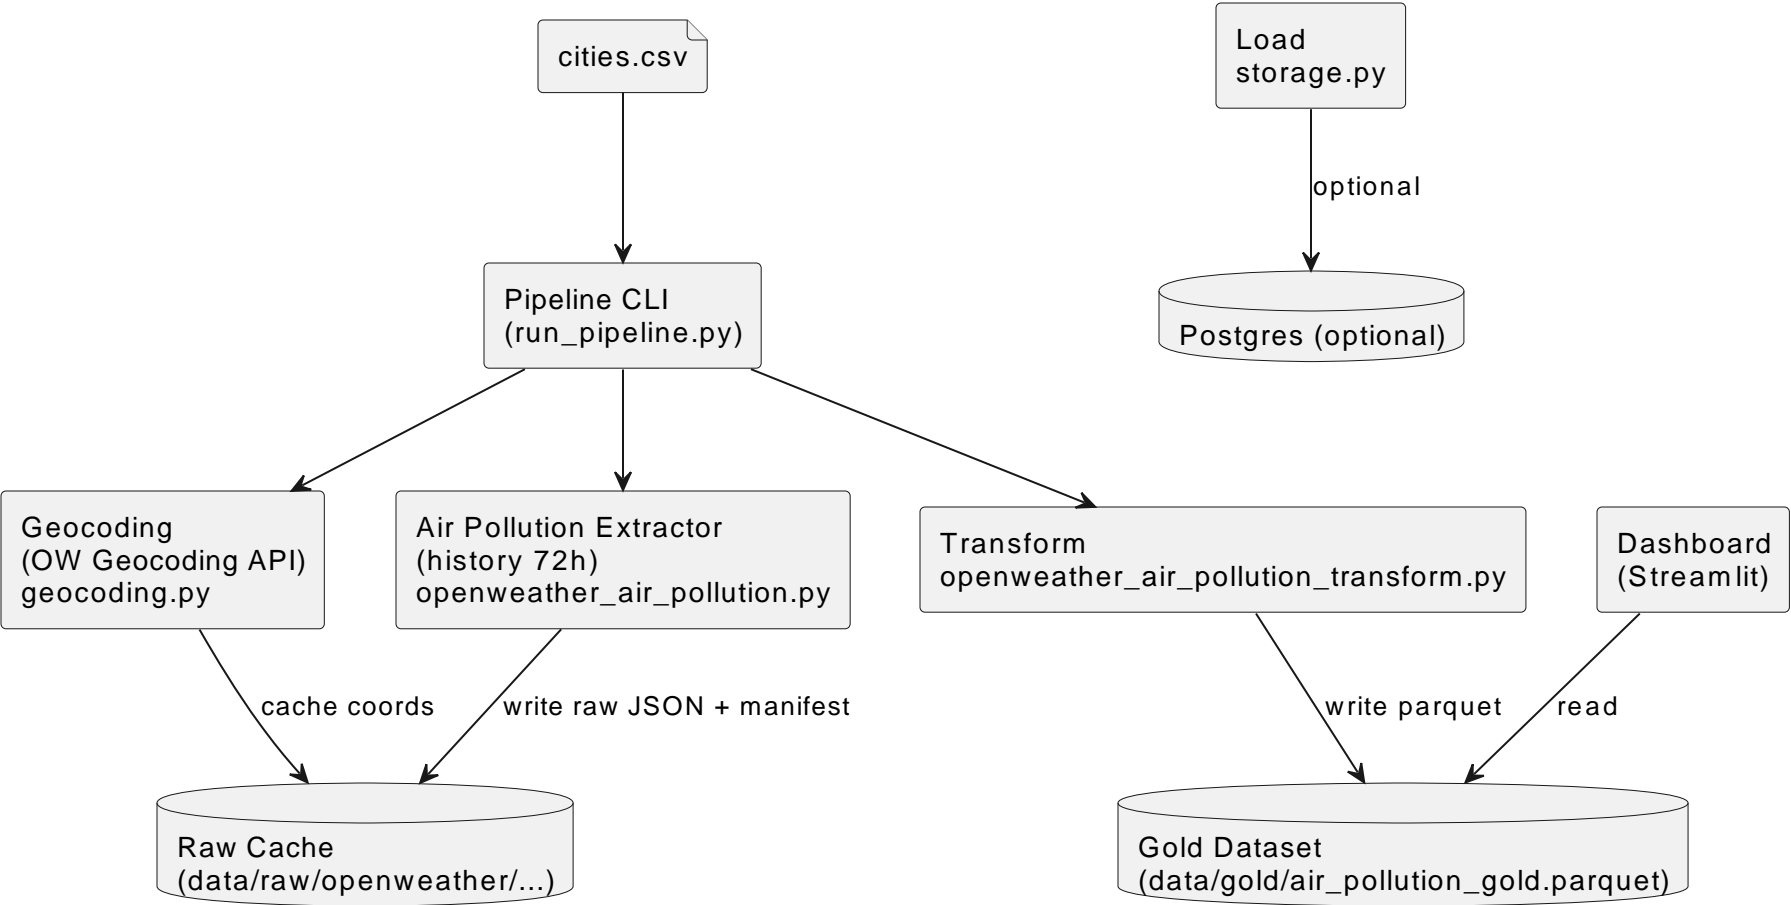 cities.csv
Load
storage.py
optional
Pipeline CLI
(run_pipeline.py)
Postgres (optional)
Geocoding
(OW Geocoding API)
geocoding.py
Air Pollution Extractor
(history 72h)
openweather_air_pollution.py
Transform
openweather_air_pollution_transform.py
Dashboard
(Streamlit)
cache coords
write raw JSON + manifest
write parquet
read
Raw Cache
(data/raw/openweather/...)
Gold Dataset
(data/gold/air_pollution_gold.parquet)